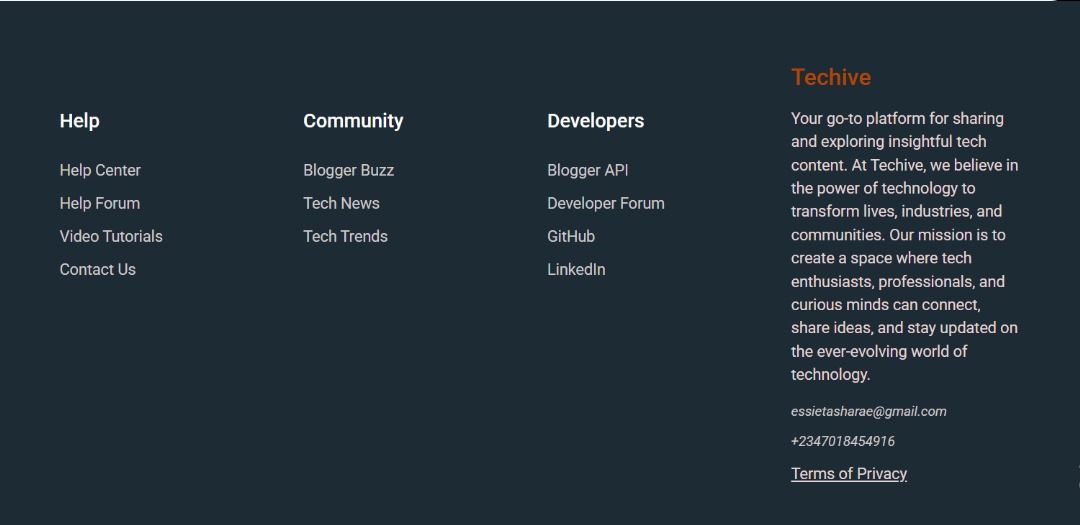 Help
Help Center
Help Forum
Video Tutorials
Contact Us
Community
Blogger Buzz
Tech News
Tech Trends
Developers
Blogger API
Developer Forum
GitHub
LinkedIn
Techive
Your go-to platform for sharing
and exploring insightful tech
content. At Techive, we believe in
the power of technology to
transform lives, industries, and
communities. Our mission is to
create a space where tech
enthusiasts, professionals, and
curious minds can connect,
share ideas, and stay updated on
the ever-evolving world of
technology.
essietasharae@gmail.com
+2347018454916
Terms of Privacy